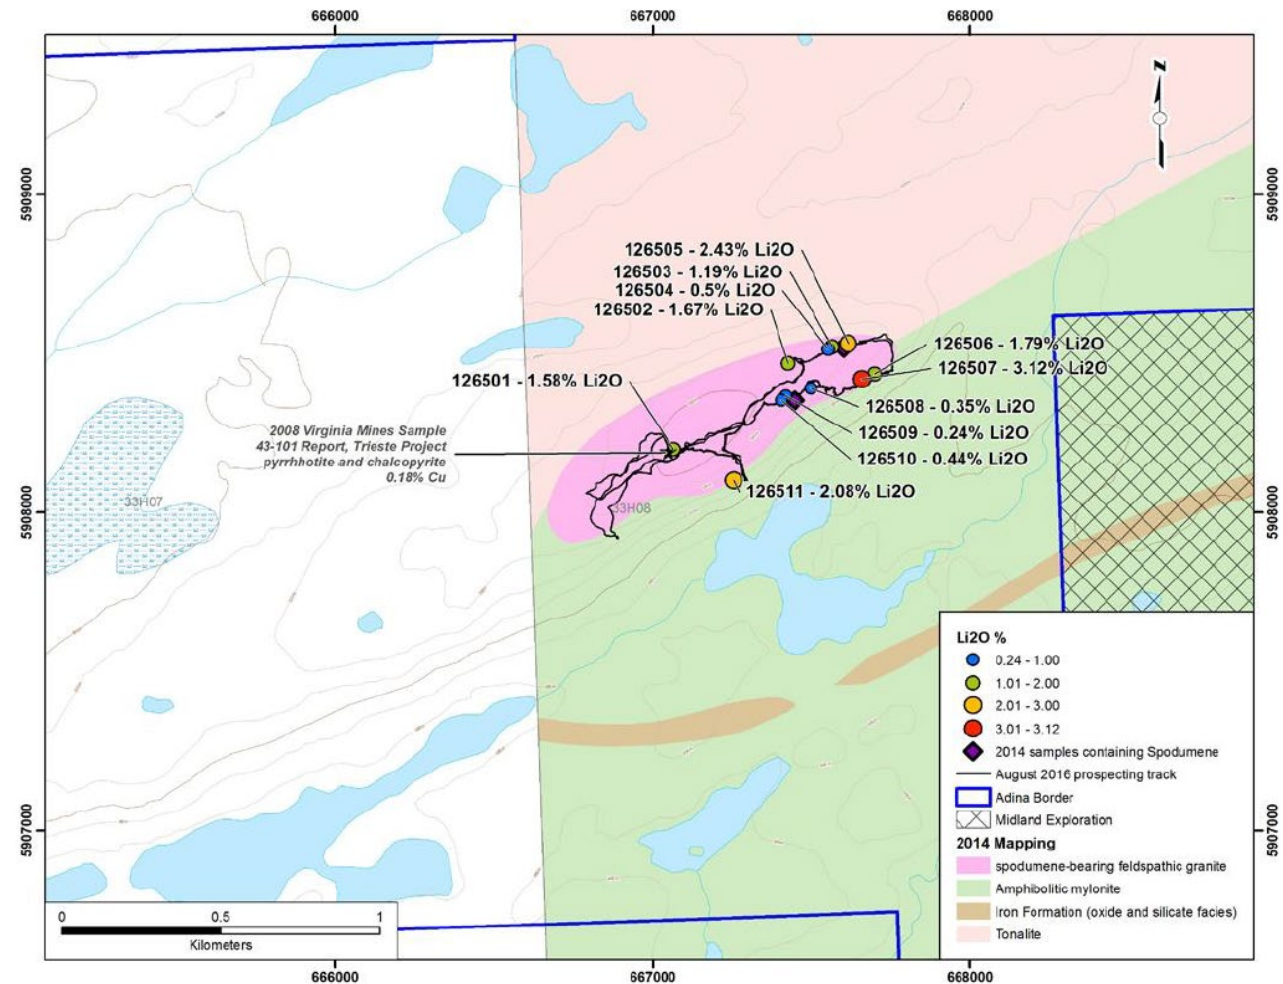 666000
667000
668000
5909000
5909000
126505 - 2.43% Li2O
126503 - 1.19% Li2O
126504 - 0.5% Li2O
126502 - 1.67% Li2O
126506 - 1.79% Li2O
126507 - 3.12% Li2O
126501 - 1.58% Li2O
126508 - 0.35% Li2O
2008 Virginia Mines Sample
43-101 Report, Trieste Project
pyrrhotite and chalcopyrite
0.18% Cu
126509 - 0.24% Li2O
126510 - 0.44% Li2O
126511 - 2.08% Li2O
33H07
33H08
5908000
5908000
Li2O %
0.24 - 1.00
1.01 - 2.00
2.01 - 3.00
3.01 - 3.12
2014 samples containing Spodumene
August 2016 prospecting track
Adina Border
Midland Exploration
2014 Mapping
spodumene-bearing feldspathic granite
Amphibolitic mylonite
Iron Formation (oxide and silicate facies)
Tonalite
5907000
5907000
0 0.5 1
Kilometers
666000
667000
668000